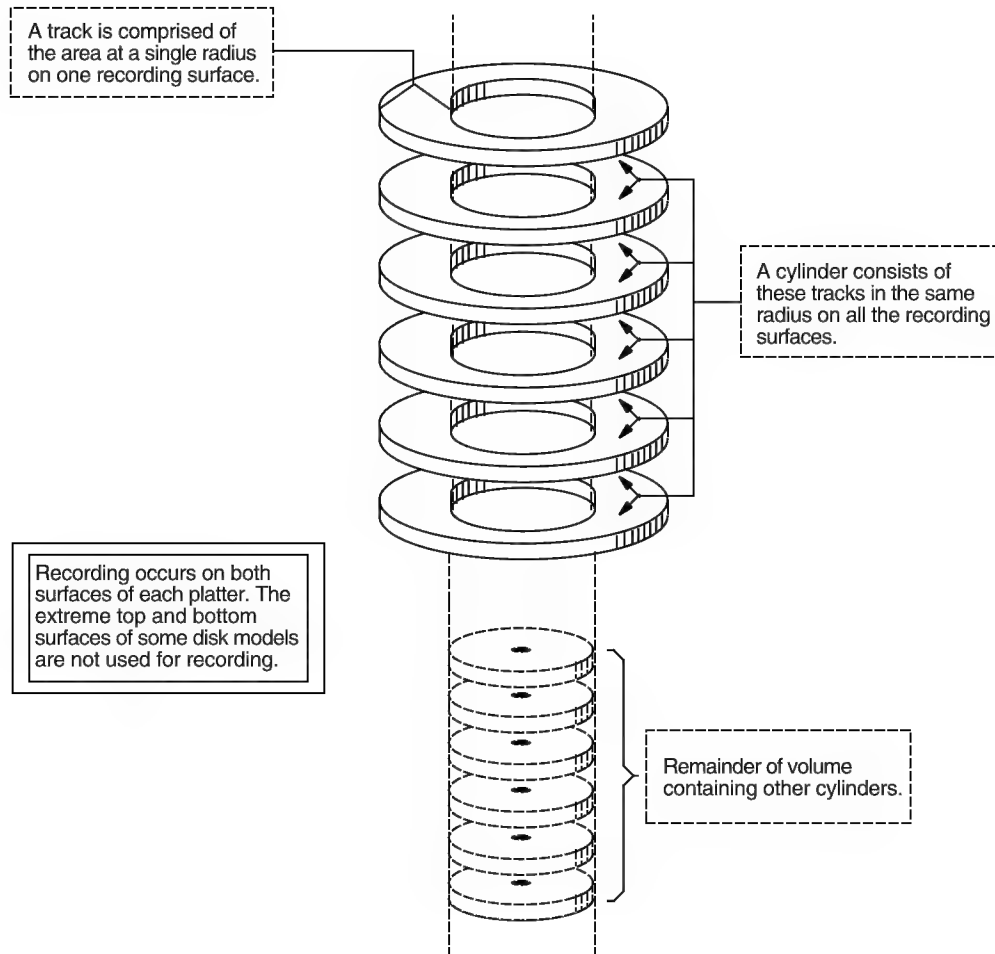 A track is comprised of
the area at a single radius
on one recording surface.
A cylinder consists of
these tracks in the same
radius on all the recording
surfaces.
Recording occurs on both
surfaces of each platter. The
extreme top and bottom
surfaces of some disk models
are not used for recording.
Remainder of volume
containing other cylinders.